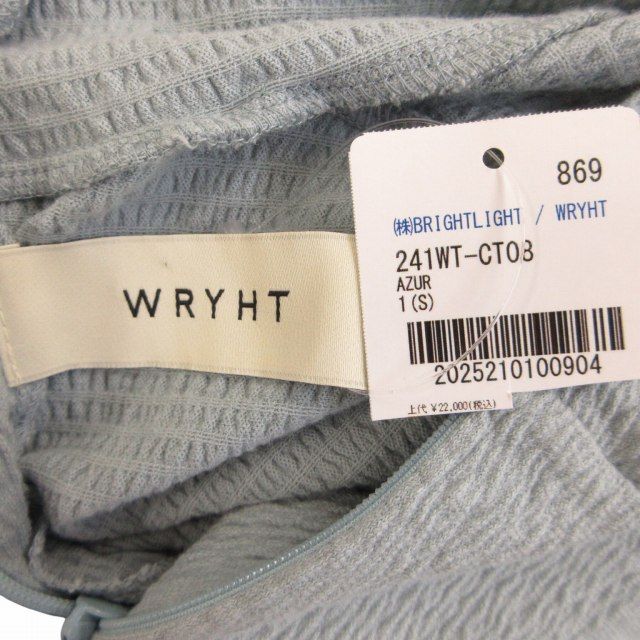 WRYHT
869
㈱BRIGHTLIGHT / WRYHT
241WT-CT08
AZUR
1(S)
2025210100904
上代 ¥22,000(税込)